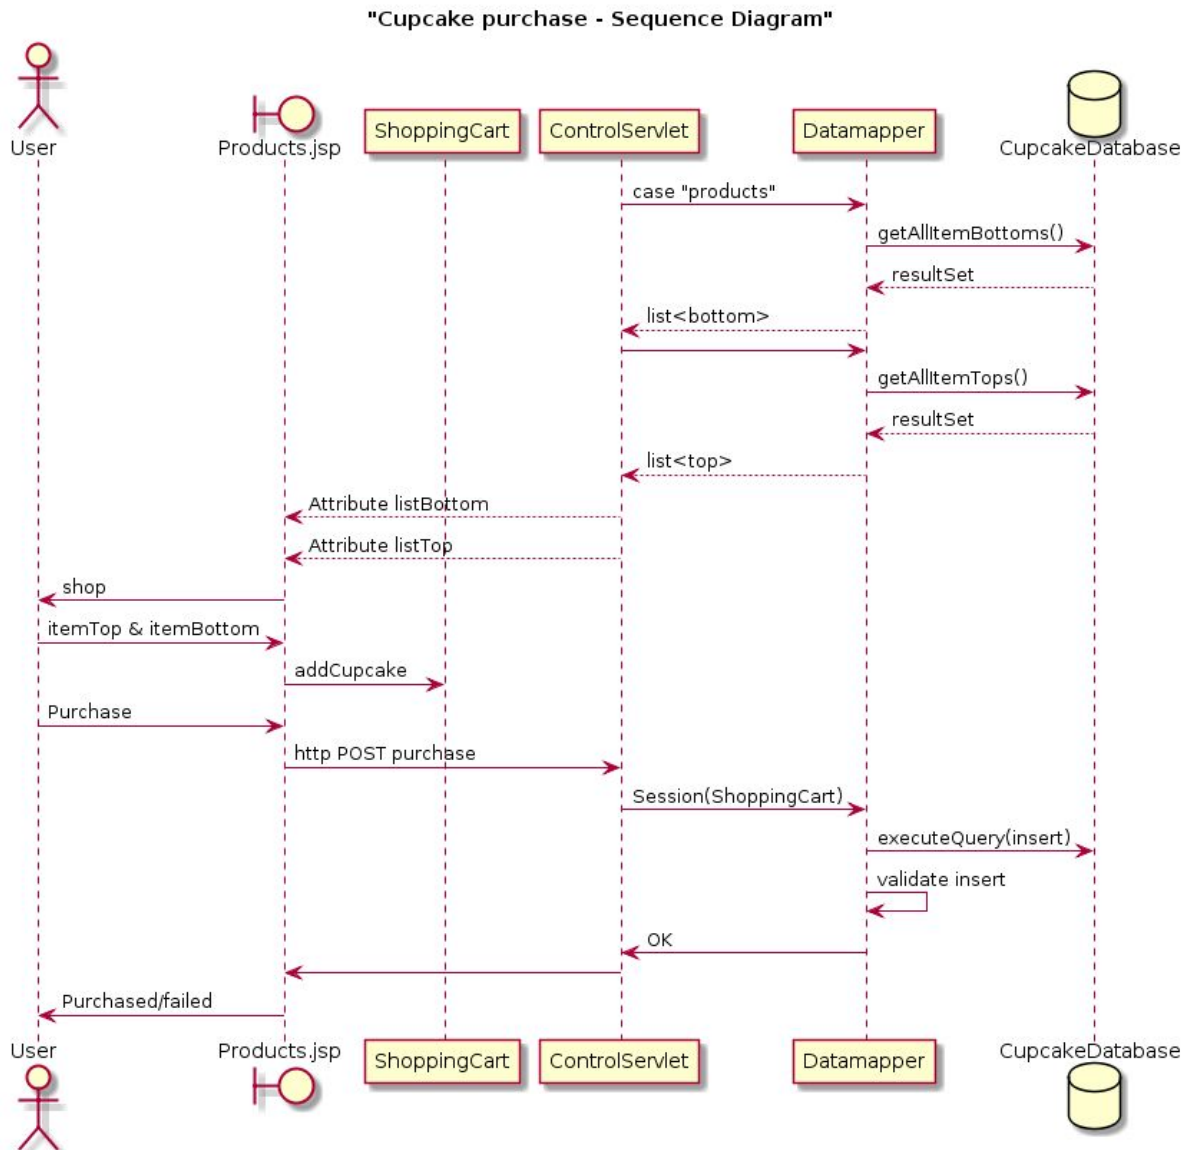 "Cupcake purchase - Sequence Diagram"
User
Products.jsp
ShoppingCart
ControlServlet
Datamapper
CupcakeDatabase
case "products"
getAllItemBottoms()
resultSet
list<bottom>
getAllItemTops()
resultSet
list<top>
Attribute listBottom
Attribute listTop
shop
itemTop & itemBottom
addCupcake
Purchase
http POST purchase
Session(ShoppingCart)
executeQuery(insert)
validate insert
OK
Purchased/failed
User
Products.jsp
ShoppingCart
ControlServlet
Datamapper
CupcakeDatabase